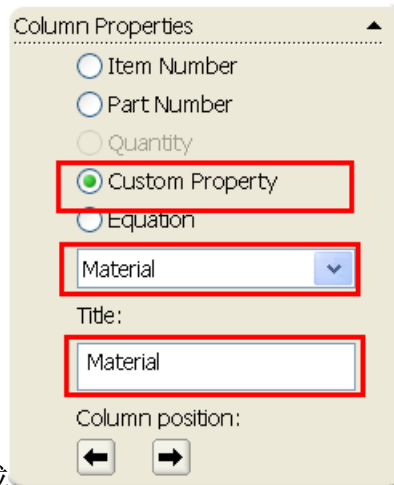 Column Properties
Item Number
Part Number
Quantity
Custom Property
Equation
Material
Title:
Material
Column position: